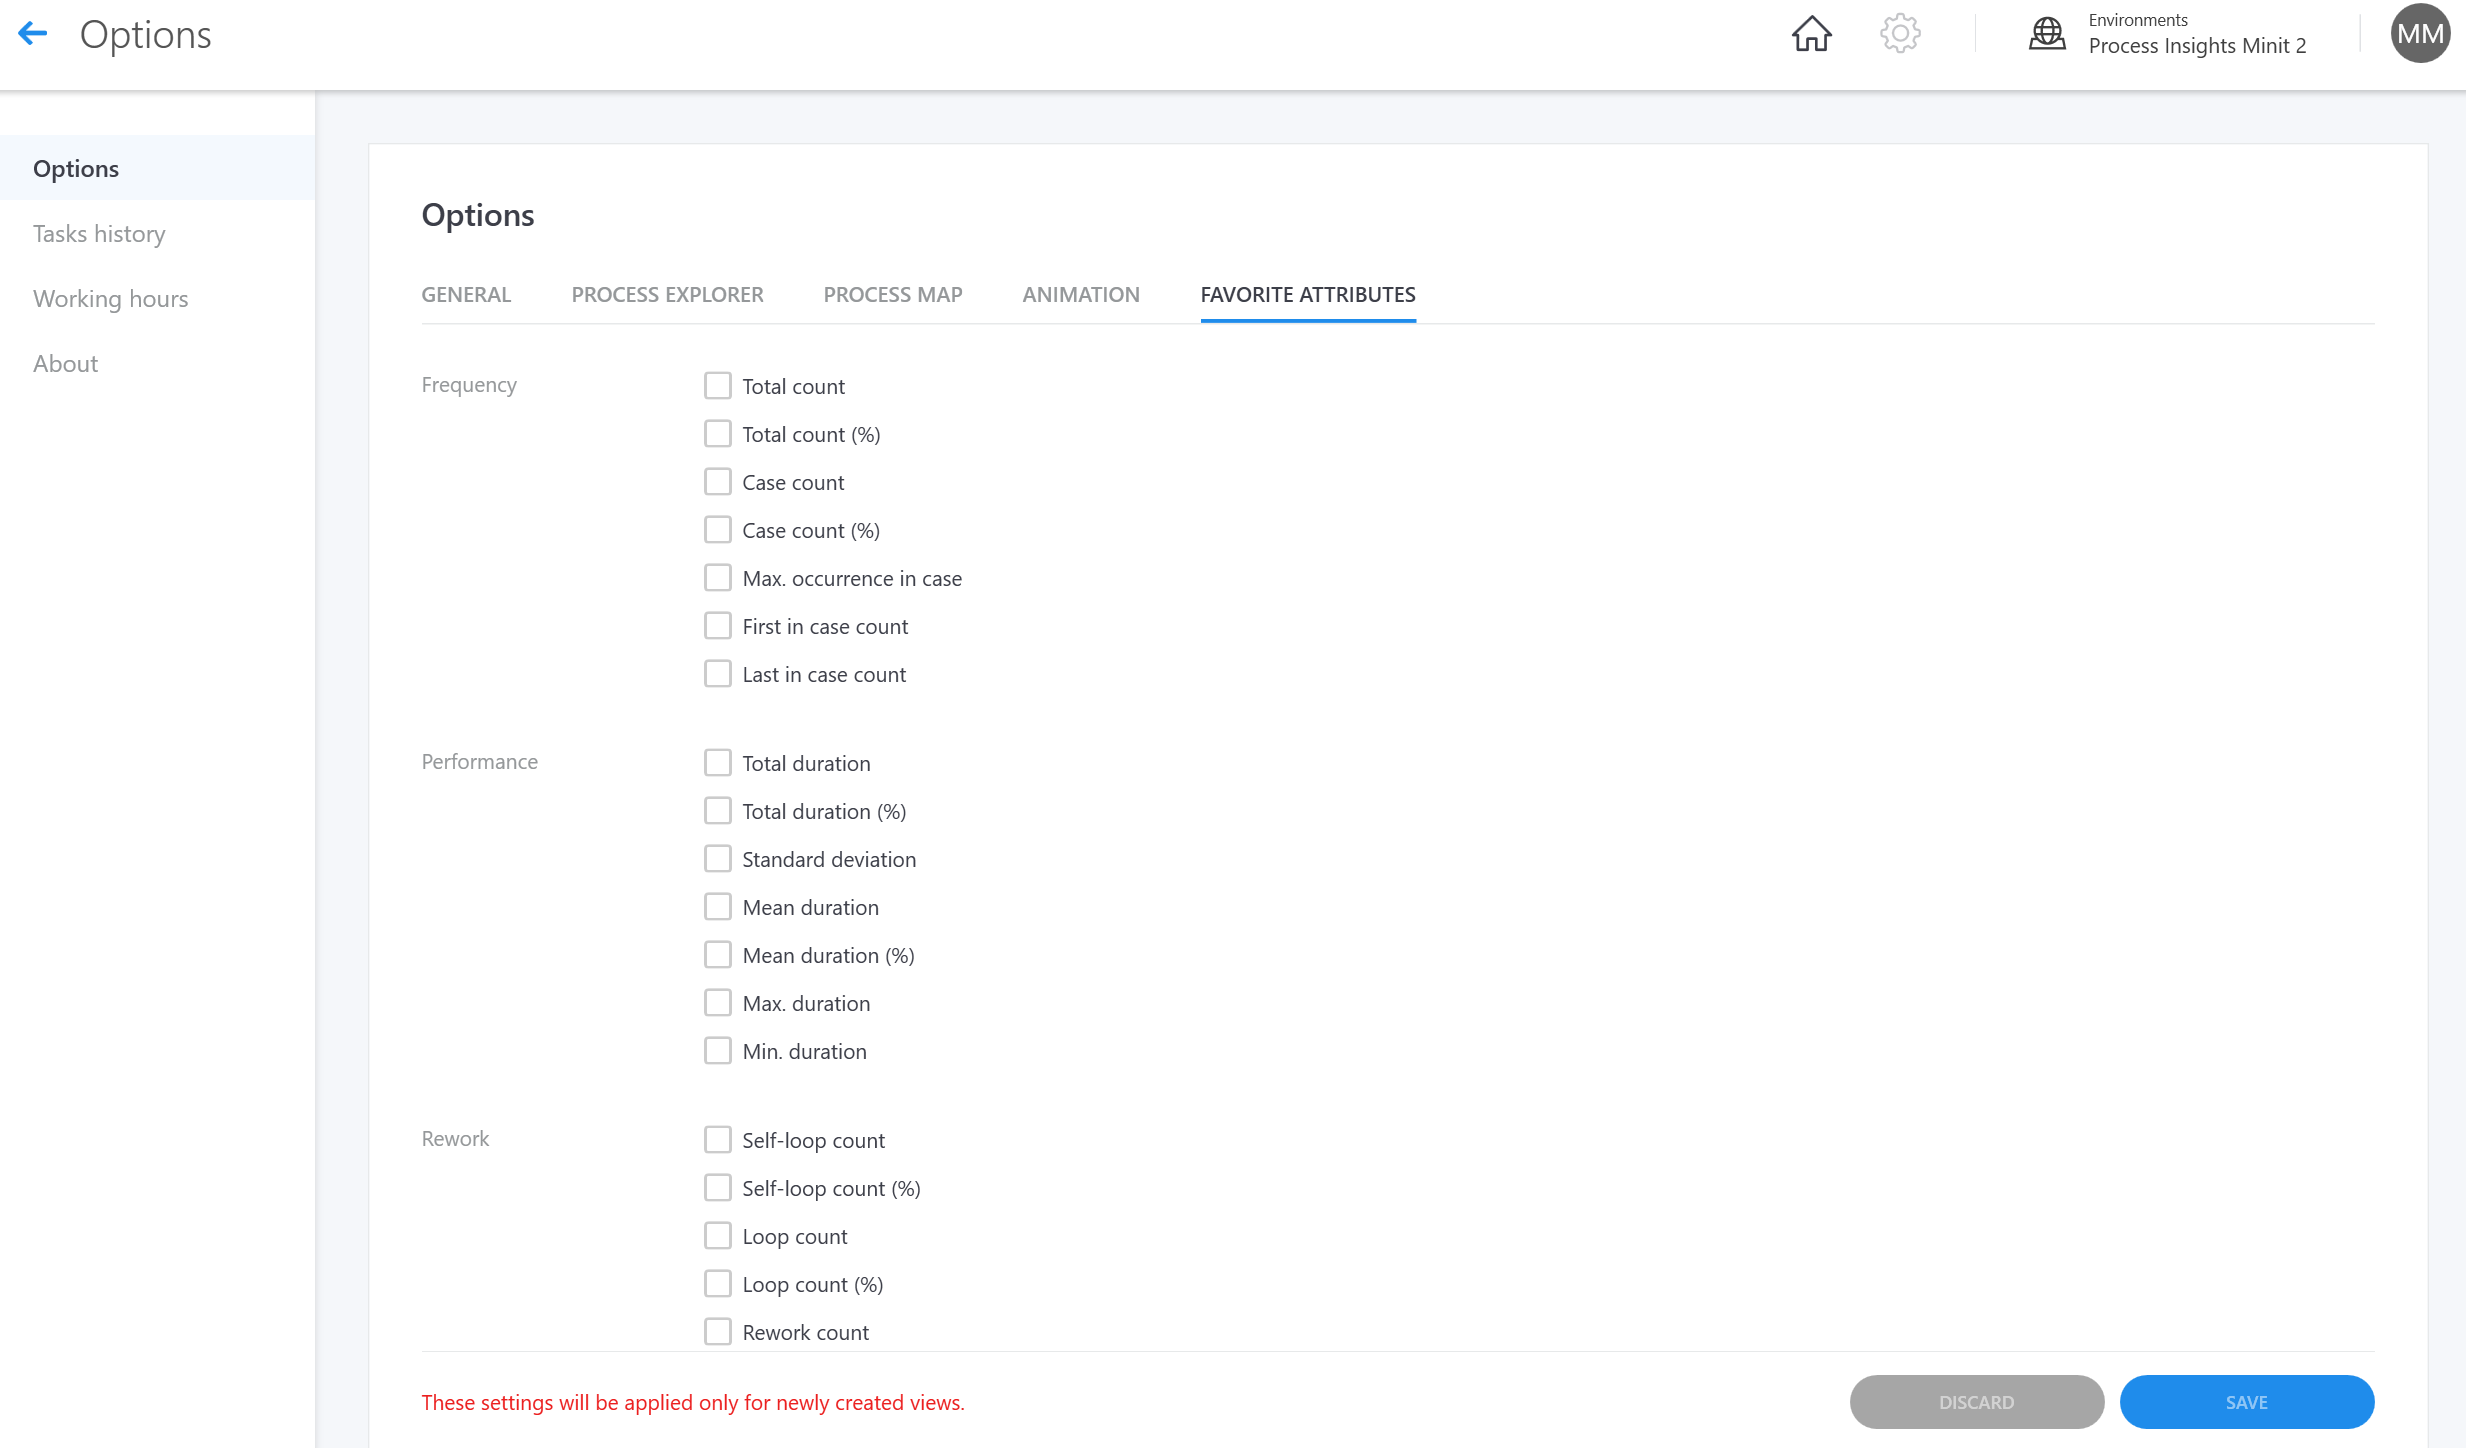 Options
Environments
Process Insights Minit 2
MM
Options
Tasks history
Working hours
About
Options
GENERAL
PROCESS EXPLORER
PROCESS MAP
ANIMATION
FAVORITE ATTRIBUTES
Frequency
Total count
Total count (%)
Case count
Case count (%)
Max. occurrence in case
First in case count
Last in case count
Performance
Total duration
Total duration (%)
Standard deviation
Mean duration
Mean duration (%)
Max. duration
Min. duration
Rework
Self-loop count
Self-loop count (%)
Loop count
Loop count (%)
Rework count
These settings will be applied only for newly created views.
DISCARD
SAVE